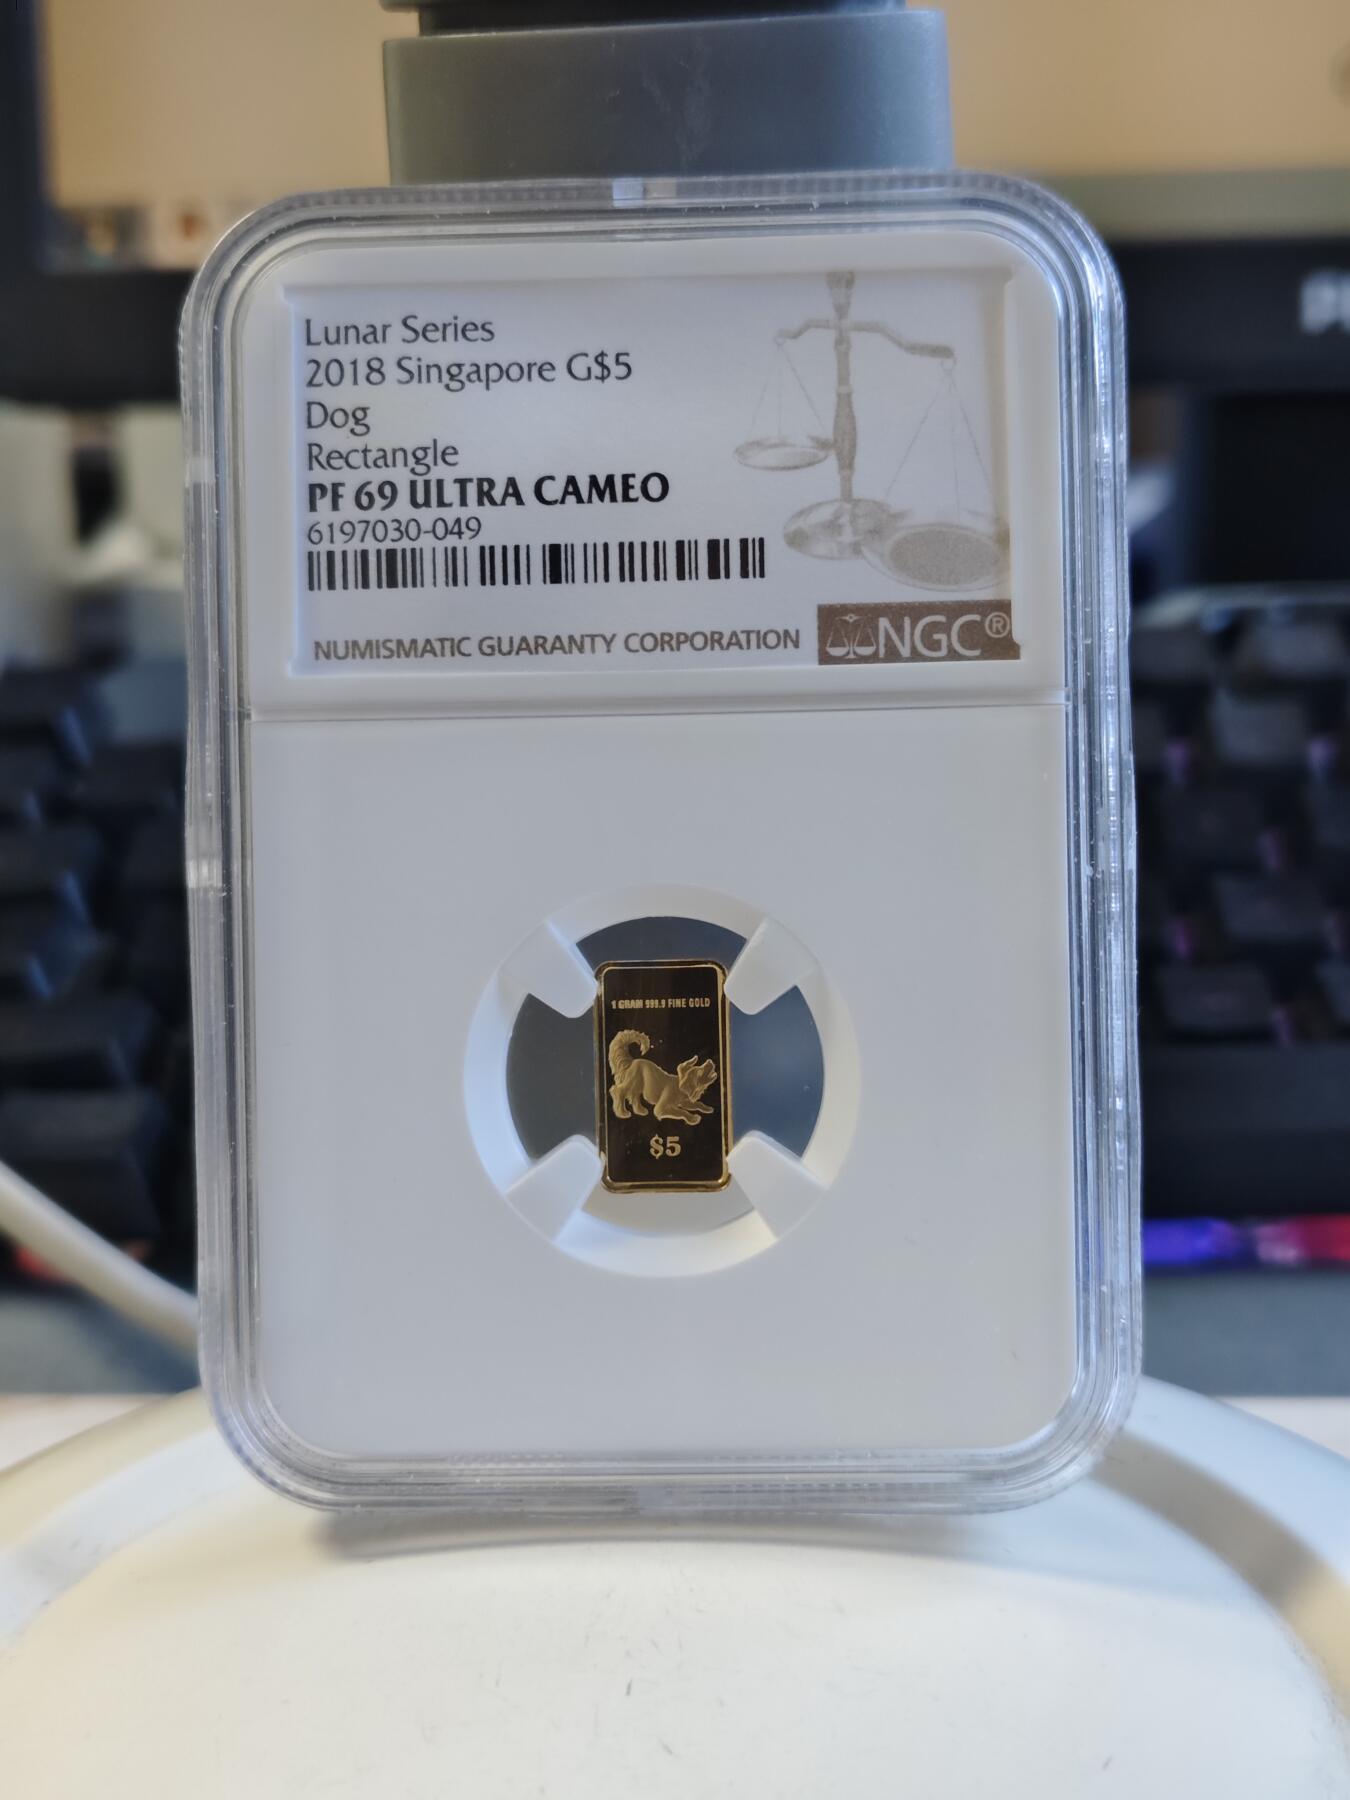 Lunar Series
2018 Singapore G$5
Dog
Rectangle
PF 69 ULTRA CAMEO
6197030-049
NUMISMATIC GUARANTY CORPORATION
NGC®
1 GRAM 999.9 FINE GOLD
$5